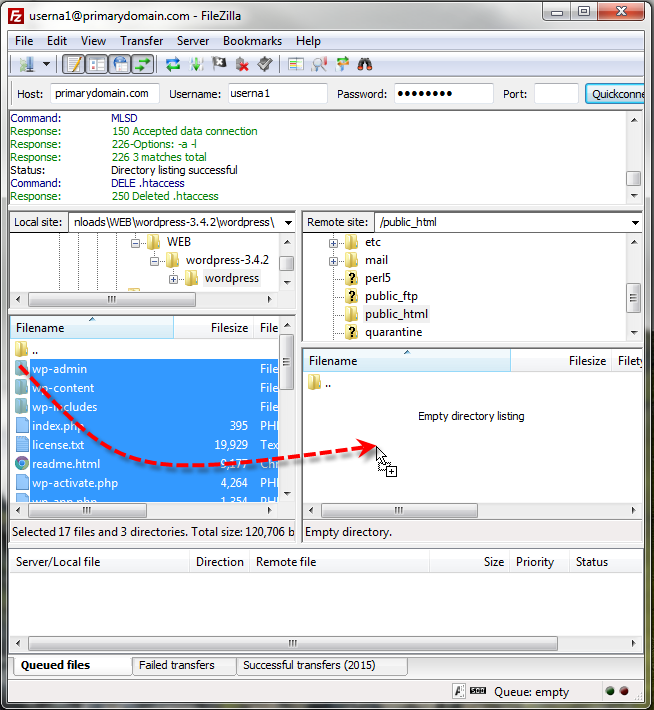 userna1@primarydomain.com - FileZilla
File Edit View Transfer Server Bookmarks Help
Host: primarydomain.com Username: userna1 Password: ●●●●●●●● Port: Quickconne
Command: MLSD
Response: 150 Accepted data connection
Response: 226-Options: -a -l
Response: 226 3 matches total
Status: Directory listing successful
Command: DELE .htaccess
Response: 250 Deleted .htaccess
Local site: nloads\WEB\wordpress-3.4.2\wordpress\
WEB
wordpress-3.4.2
wordpress
Filename Filesize File
..
wp-admin File
wp-content File
wp-includes File
index.php 395 PHI
license.txt 19,929 Tex
readme.html
wp-activate.php 4,264 PHI
wp-app.php 1,354 PHI
Selected 17 files and 3 directories. Total size: 120,706 b
Remote site: /public_html
etc
mail
perl5
public_ftp
public_html
quarantine
Filename Filesize Filety
..
Empty directory listing
Empty directory.
Server/Local file Direction Remote file Size Priority Status
Queued files Failed transfers Successful transfers (2015)
Queue: empty